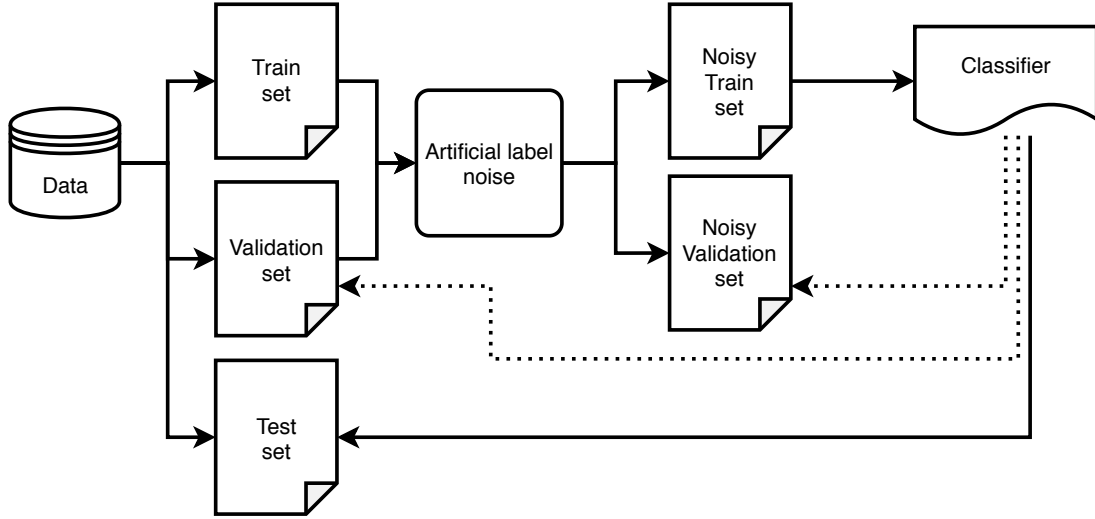 Data
Train
set
Validation
set
Test
set
Artificial label
noise
Noisy
Train
set
Noisy
Validation
set
Classifier